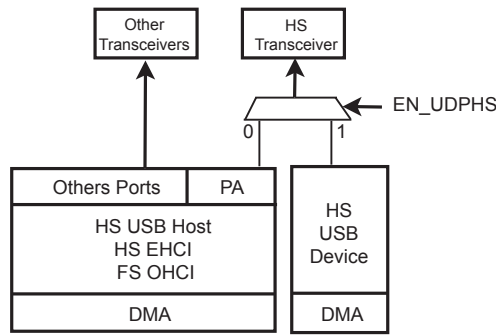 Other
Transceivers
HS
Transceiver
EN_UDPHS
0
1
Others Ports
PA
HS USB Host
HS EHCI
FS OHCI
DMA
HS
USB
Device
DMA